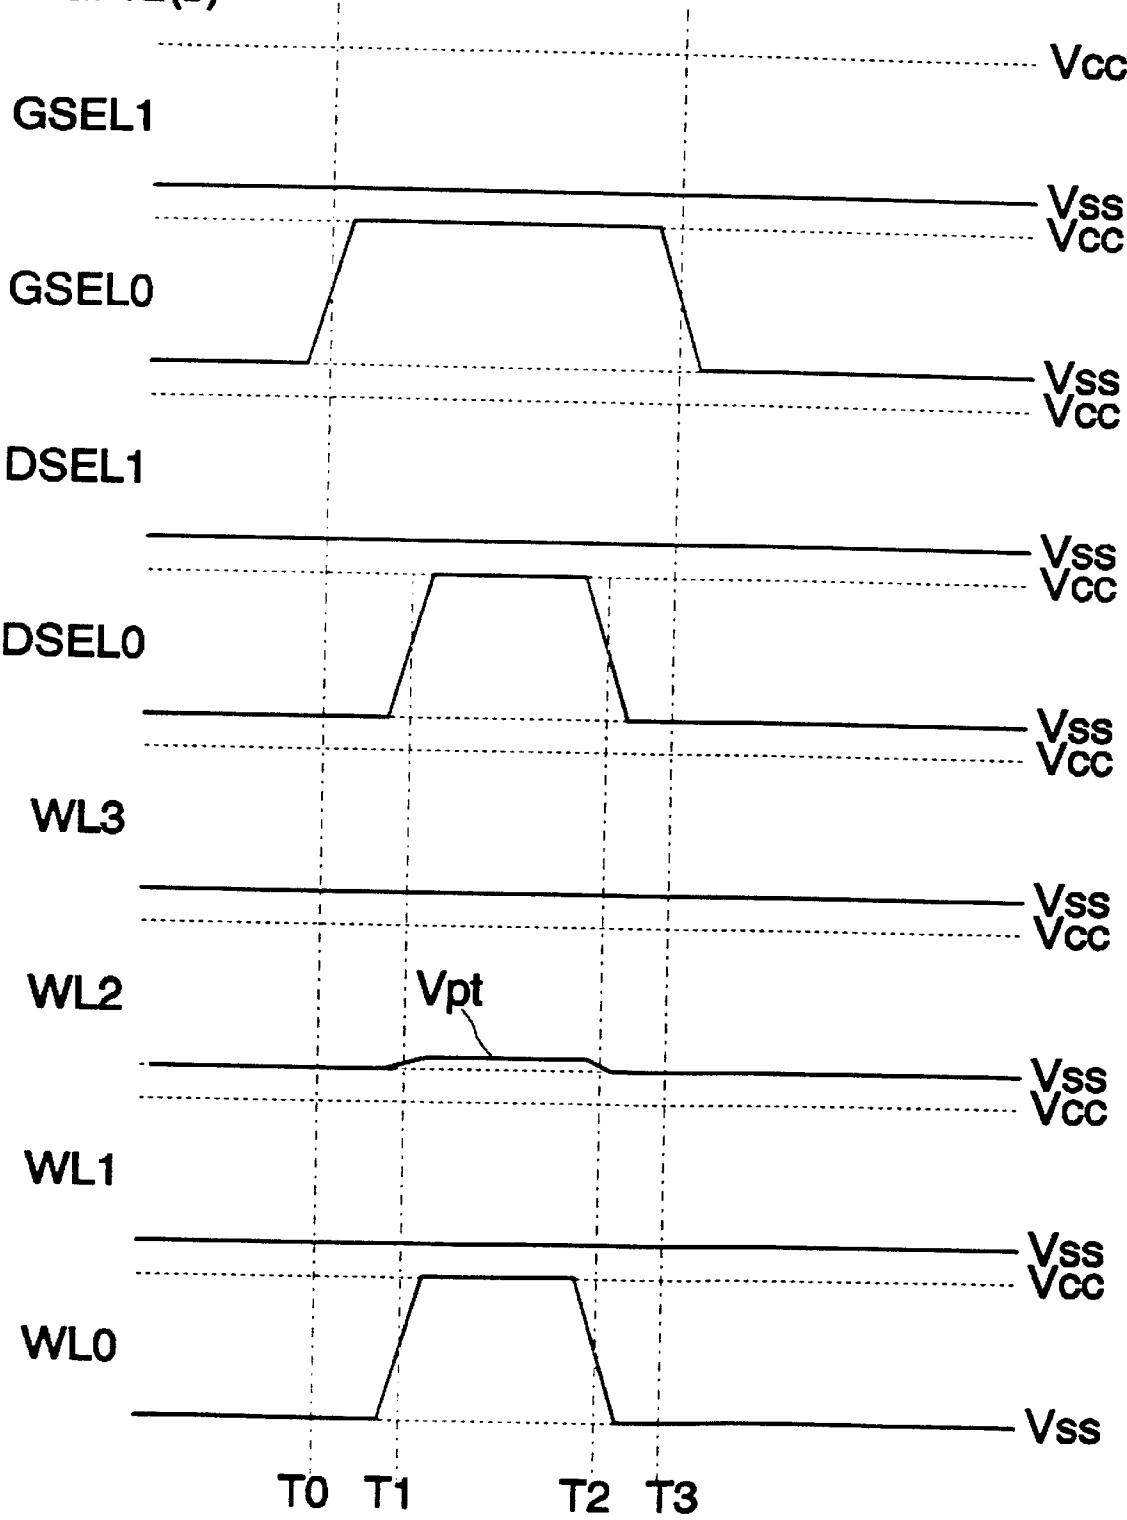 Vcc
GSEL1
Vss
Vcc
GSEL0
Vss
Vcc
DSEL1
Vss
Vcc
DSEL0
Vss
Vcc
WL3
Vss
Vcc
WL2
Vpt
Vss
Vcc
WL1
Vss
Vcc
WL0
Vss
T0 T1 T2 T3